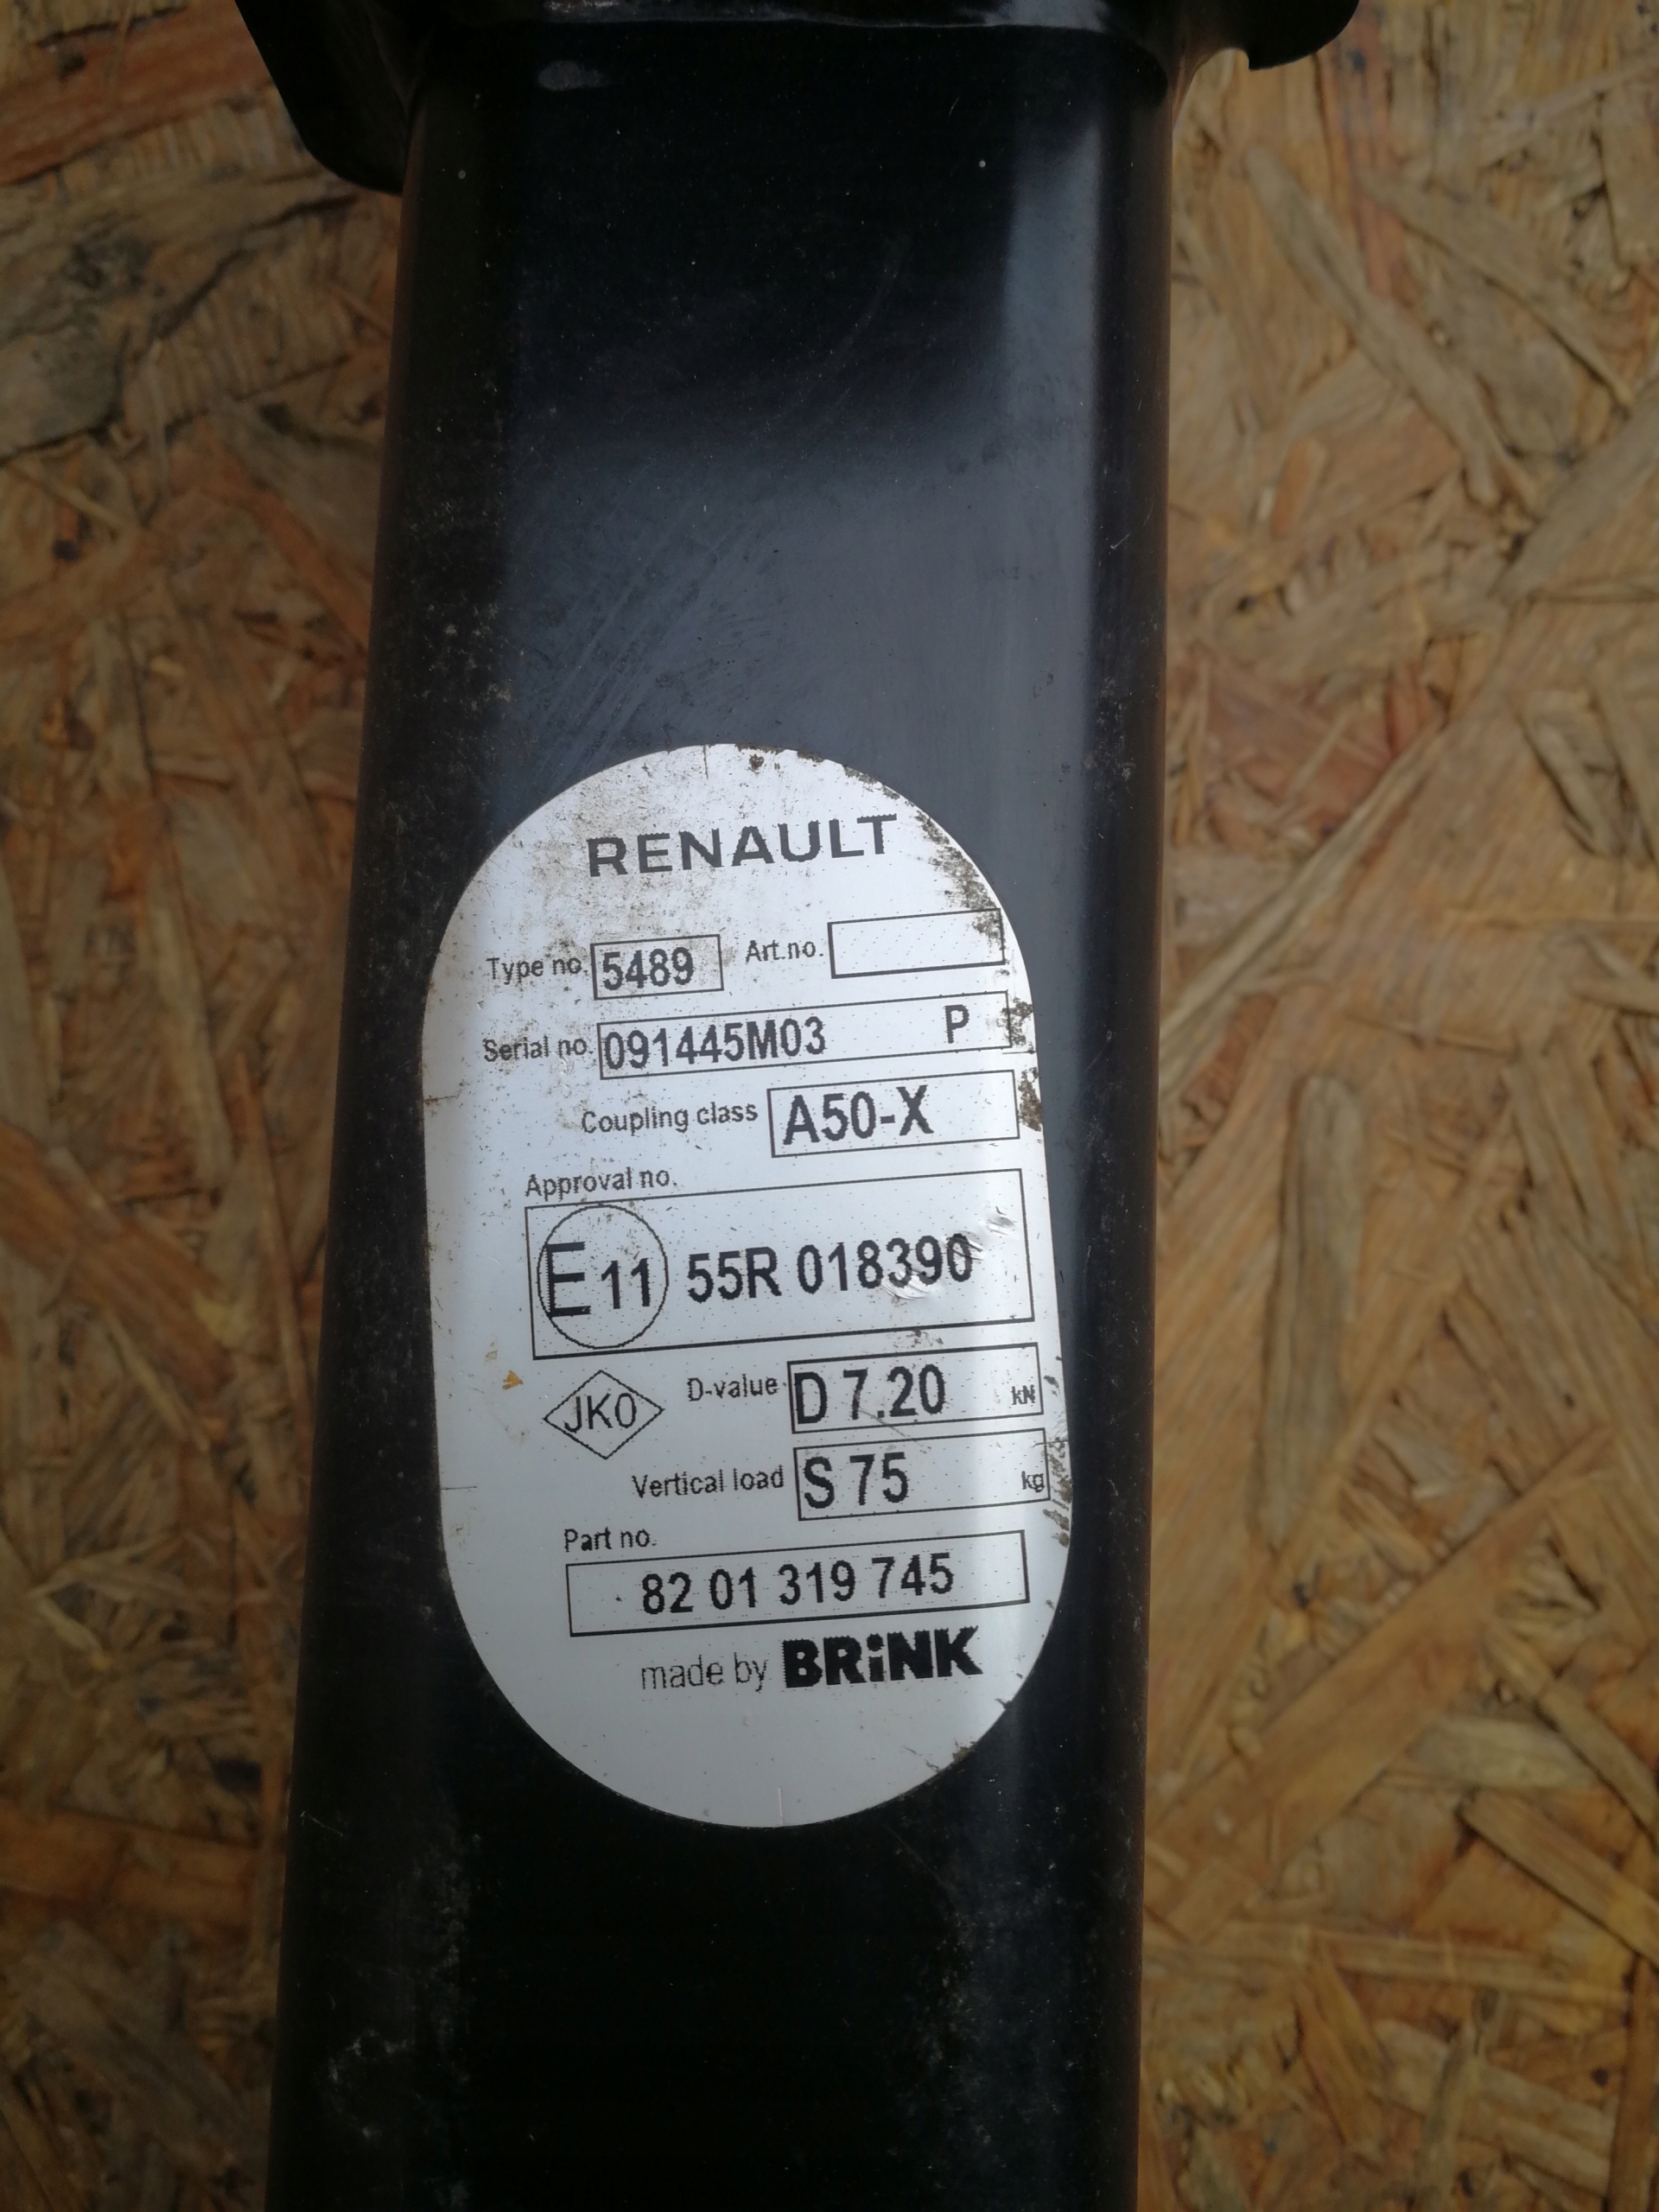 RENAULT
Type no. 5489 Art.no.
Serial no. 091445M03 P
Coupling class A50-X
Approval no.
E11 55R 018390
JKO D-value D 7.20 kN
Vertical load S 75 kg
Part no.
82 01 319 745
made by BRiNK